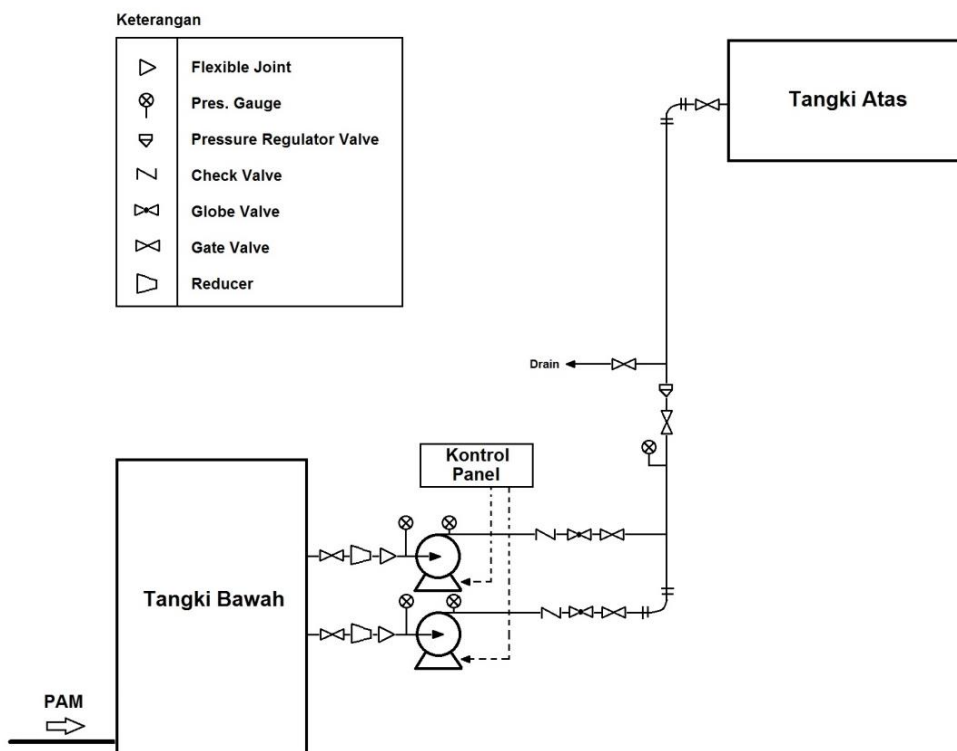 Keterangan
Flexible Joint
Pres. Gauge
Pressure Regulator Valve
Check Valve
Globe Valve
Gate Valve
Reducer
Tangki Atas
Drain
Kontrol
Panel
Tangki Bawah
PAM